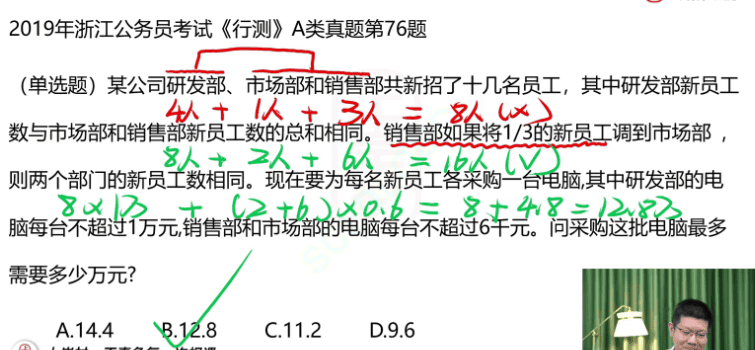 2019年浙江公务员考试《行测》A类真题第76题
（单选题）某公司研发部、市场部和销售部共新招了十几名员工，其中研发部新员工
4人 + 1人 + 3人 = 8人(×)
数与市场部和销售部新员工数的总和相同。销售部如果将1/3的新员工调到市场部，
8人 + 2人 + 6人 = 16人(√)
则两个部门的新员工数相同。现在要为每名新员工各采购一台电脑,其中研发部的电
8×1万 + (2+6)×0.6 = 8+4.8=12.8万
脑每台不超过1万元,销售部和市场部的电脑每台不超过6千元。问采购这批电脑最多
需要多少万元?
A.14.4 B.12.8 C.11.2 D.9.6